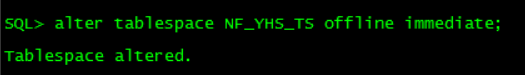 SQL> alter tablespace NF_YHS_TS offline immediate;
Tablespace altered.